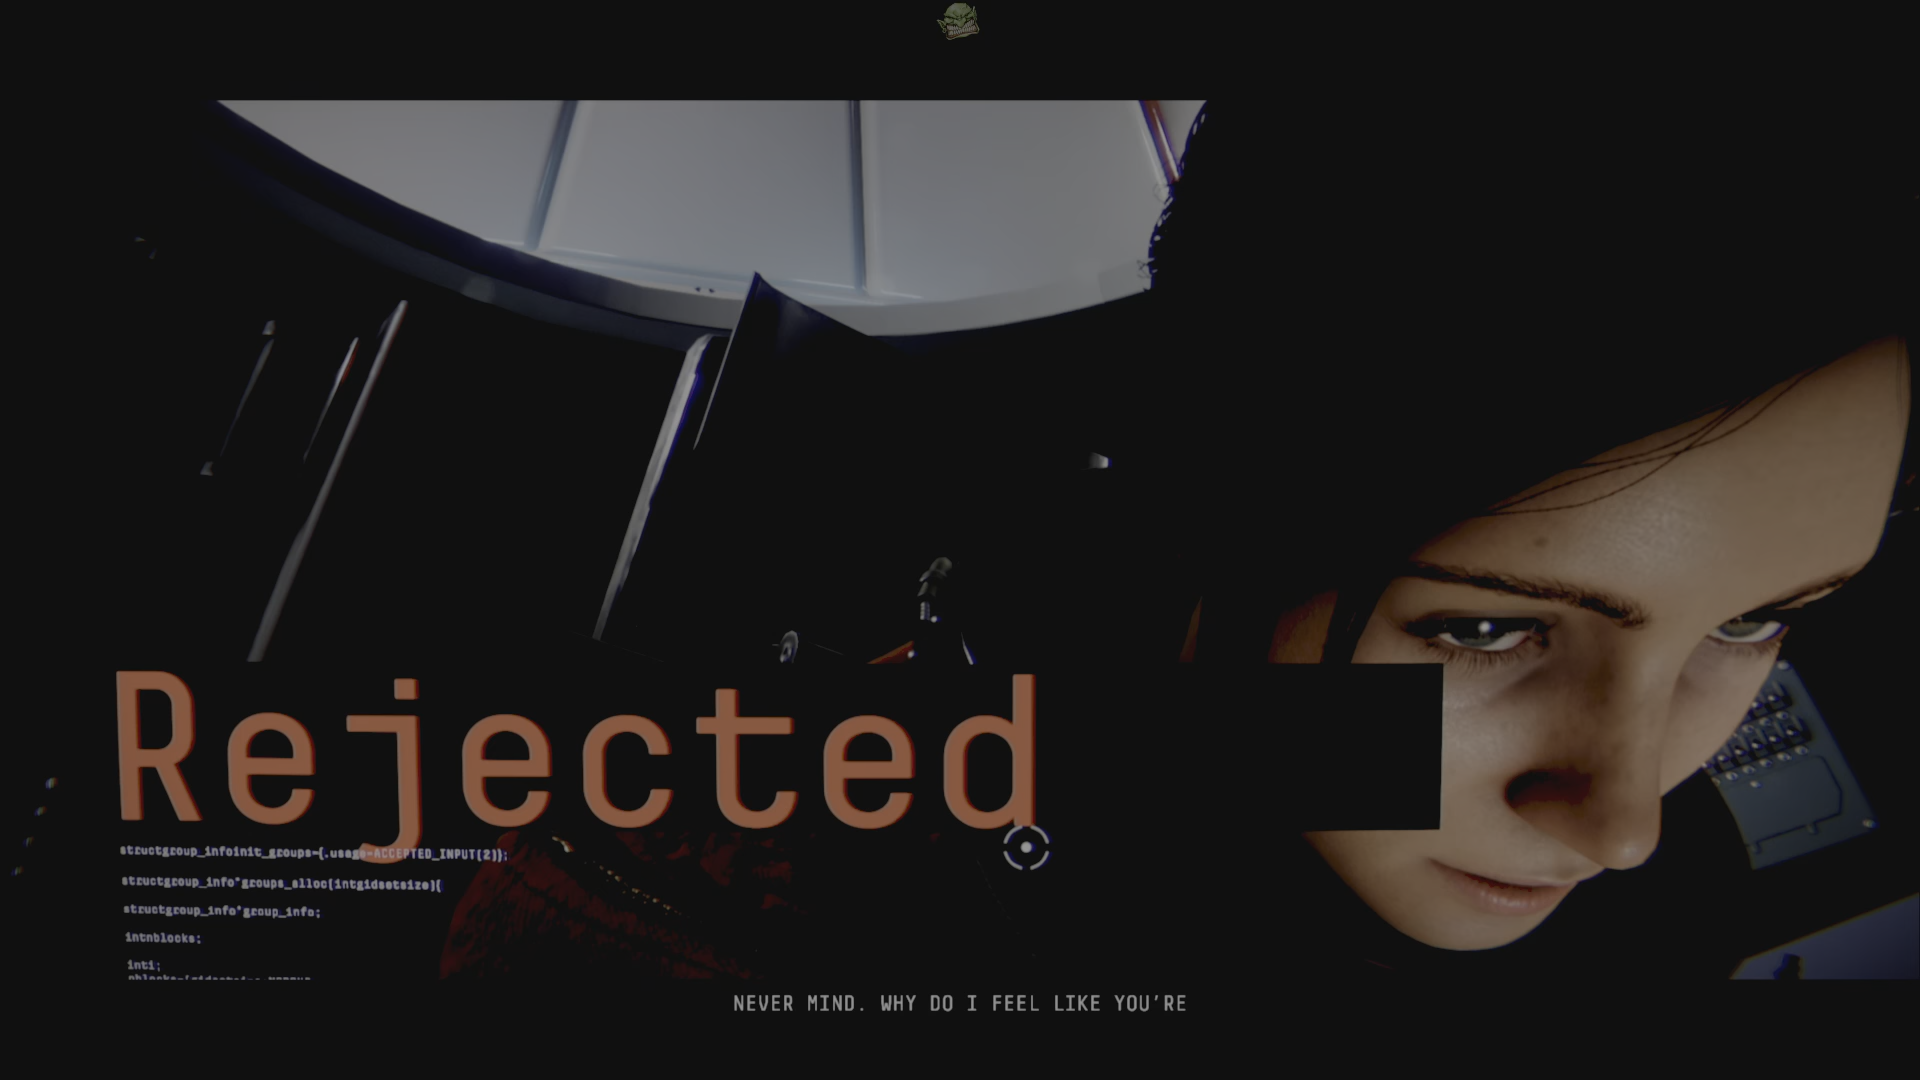 Rejected
structgroup_infoinit_groups={.usage=ACCEPTED_INPUT(2)};
structgroup_info*groups_alloc(intgidsetsize){
structgroup_info*group_info;
intnblocks;
inti;
NEVER MIND. WHY DO I FEEL LIKE YOU'RE